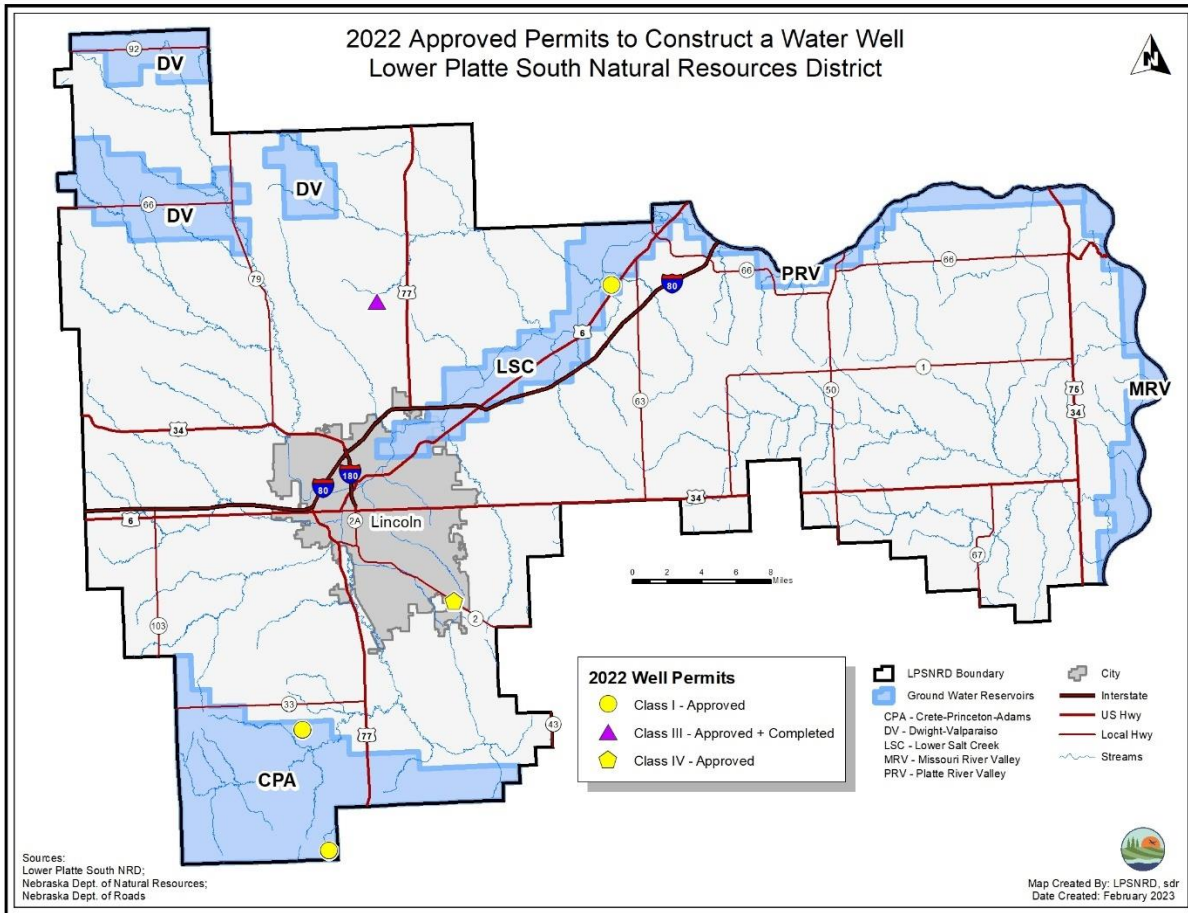 2022 Approved Permits to Construct a Water Well
Lower Platte South Natural Resources District
N
92
DV
DV
66
DV
79
77
66
PRV
66
80
6
LSC
63
1
50
75
34
MRV
34
80
180
6
2A
Lincoln
34
67
0 2 4 6 8
Miles
103
2
33
77
43
CPA
2022 Well Permits
Class I - Approved
Class III - Approved + Completed
Class IV - Approved
LPSNRD Boundary
Ground Water Reservoirs
CPA - Crete-Princeton-Adams
DV - Dwight-Valparaiso
LSC - Lower Salt Creek
MRV - Missouri River Valley
PRV - Platte River Valley
City
Interstate
US Hwy
Local Hwy
Streams
Sources:
Lower Platte South NRD;
Nebraska Dept. of Natural Resources;
Nebraska Dept. of Roads
Map Created By: LPSNRD, sdr
Date Created: February 2023